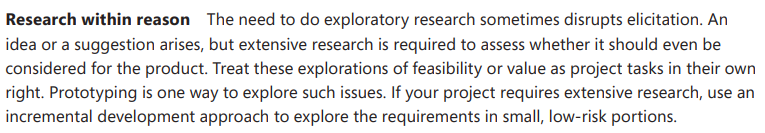 Research within reason The need to do exploratory research sometimes disrupts elicitation. An
idea or a suggestion arises, but extensive research is required to assess whether it should even be
considered for the product. Treat these explorations of feasibility or value as project tasks in their own
right. Prototyping is one way to explore such issues. If your project requires extensive research, use an
incremental development approach to explore the requirements in small, low-risk portions.